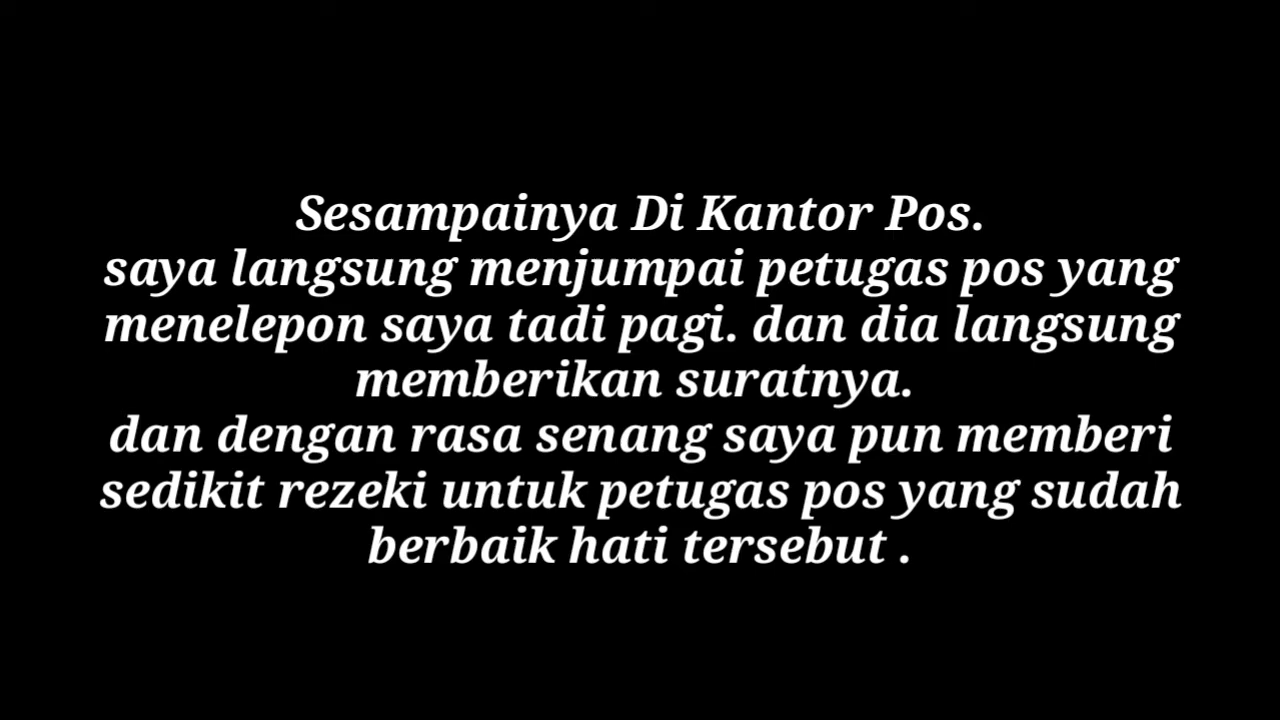 Sesampainya Di Kantor Pos.
saya langsung menjumpai petugas pos yang
menelepon saya tadi pagi. dan dia langsung
memberikan suratnya.
dan dengan rasa senang saya pun memberi
sedikit rezeki untuk petugas pos yang sudah
berbaik hati tersebut .